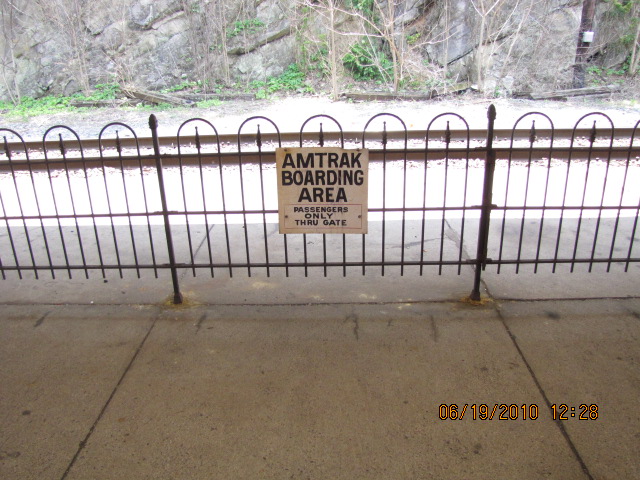 AMTRAK
BOARDING
AREA
PASSENGERS
ONLY
THRU GATE
06/19/2010 12:28